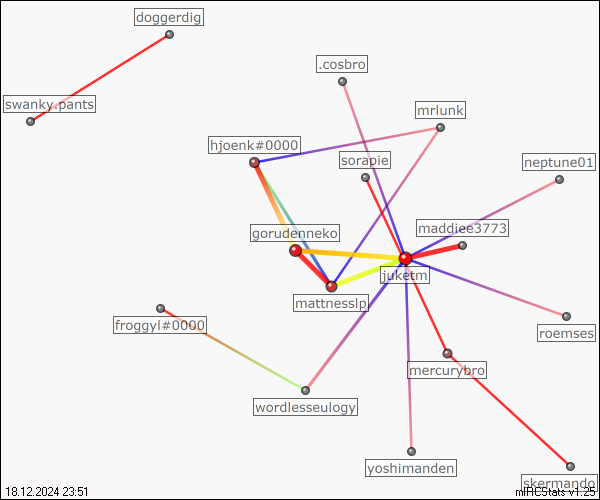 doggerdig
.cosbro
swanky.pants
mrlunk
hjoenk#0000
sorapie
neptune01
maddiee3773
gorudenneko
juketm
mattnesslp
froggyl#0000
roemses
mercurybro
wordlesseulogy
yoshimanden
skermando
18.12.2024 23:51
mIRCStats v1.25